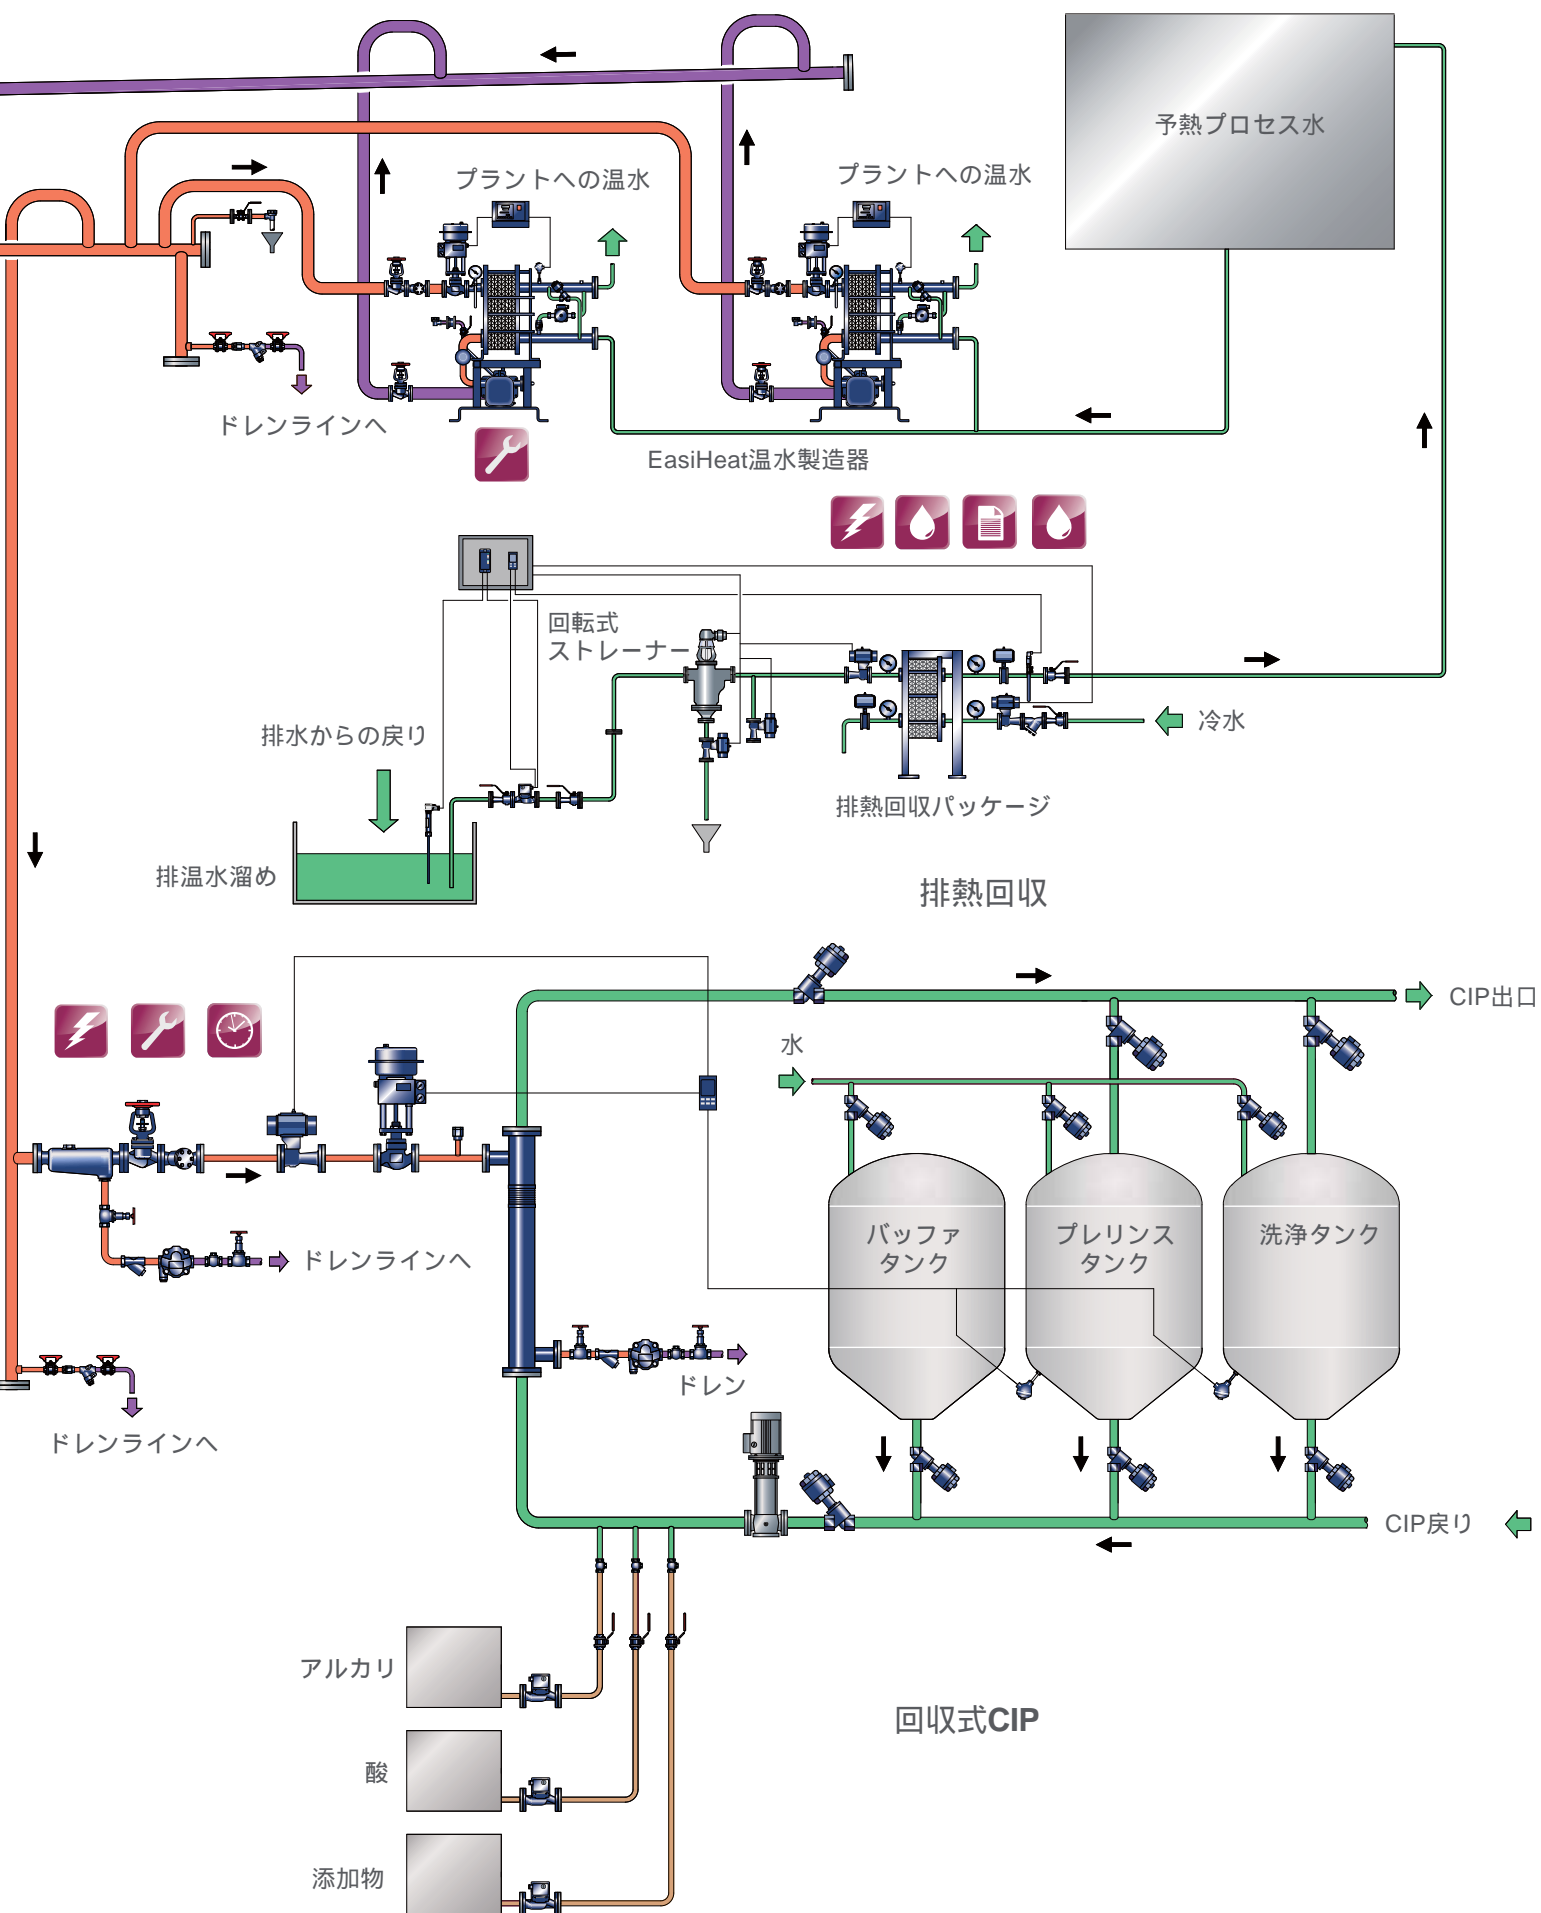 予熱プロセス水
プラントへの温水
プラントへの温水
ドレンラインへ
EasiHeat温水製造器
回転式
ストレーナー
排水からの戻り
冷水
排熱回収パッケージ
排温水溜め
排熱回収
CIP出口
水
バッファ
タンク
プレリンス
タンク
洗浄タンク
ドレンラインへ
ドレン
ドレンラインへ
CIP戻り
アルカリ
回収式CIP
酸
添加物